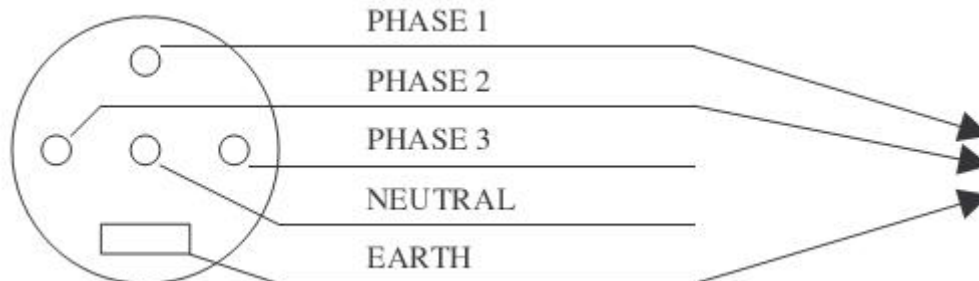 PHASE 1
PHASE 2
PHASE 3
NEUTRAL
EARTH